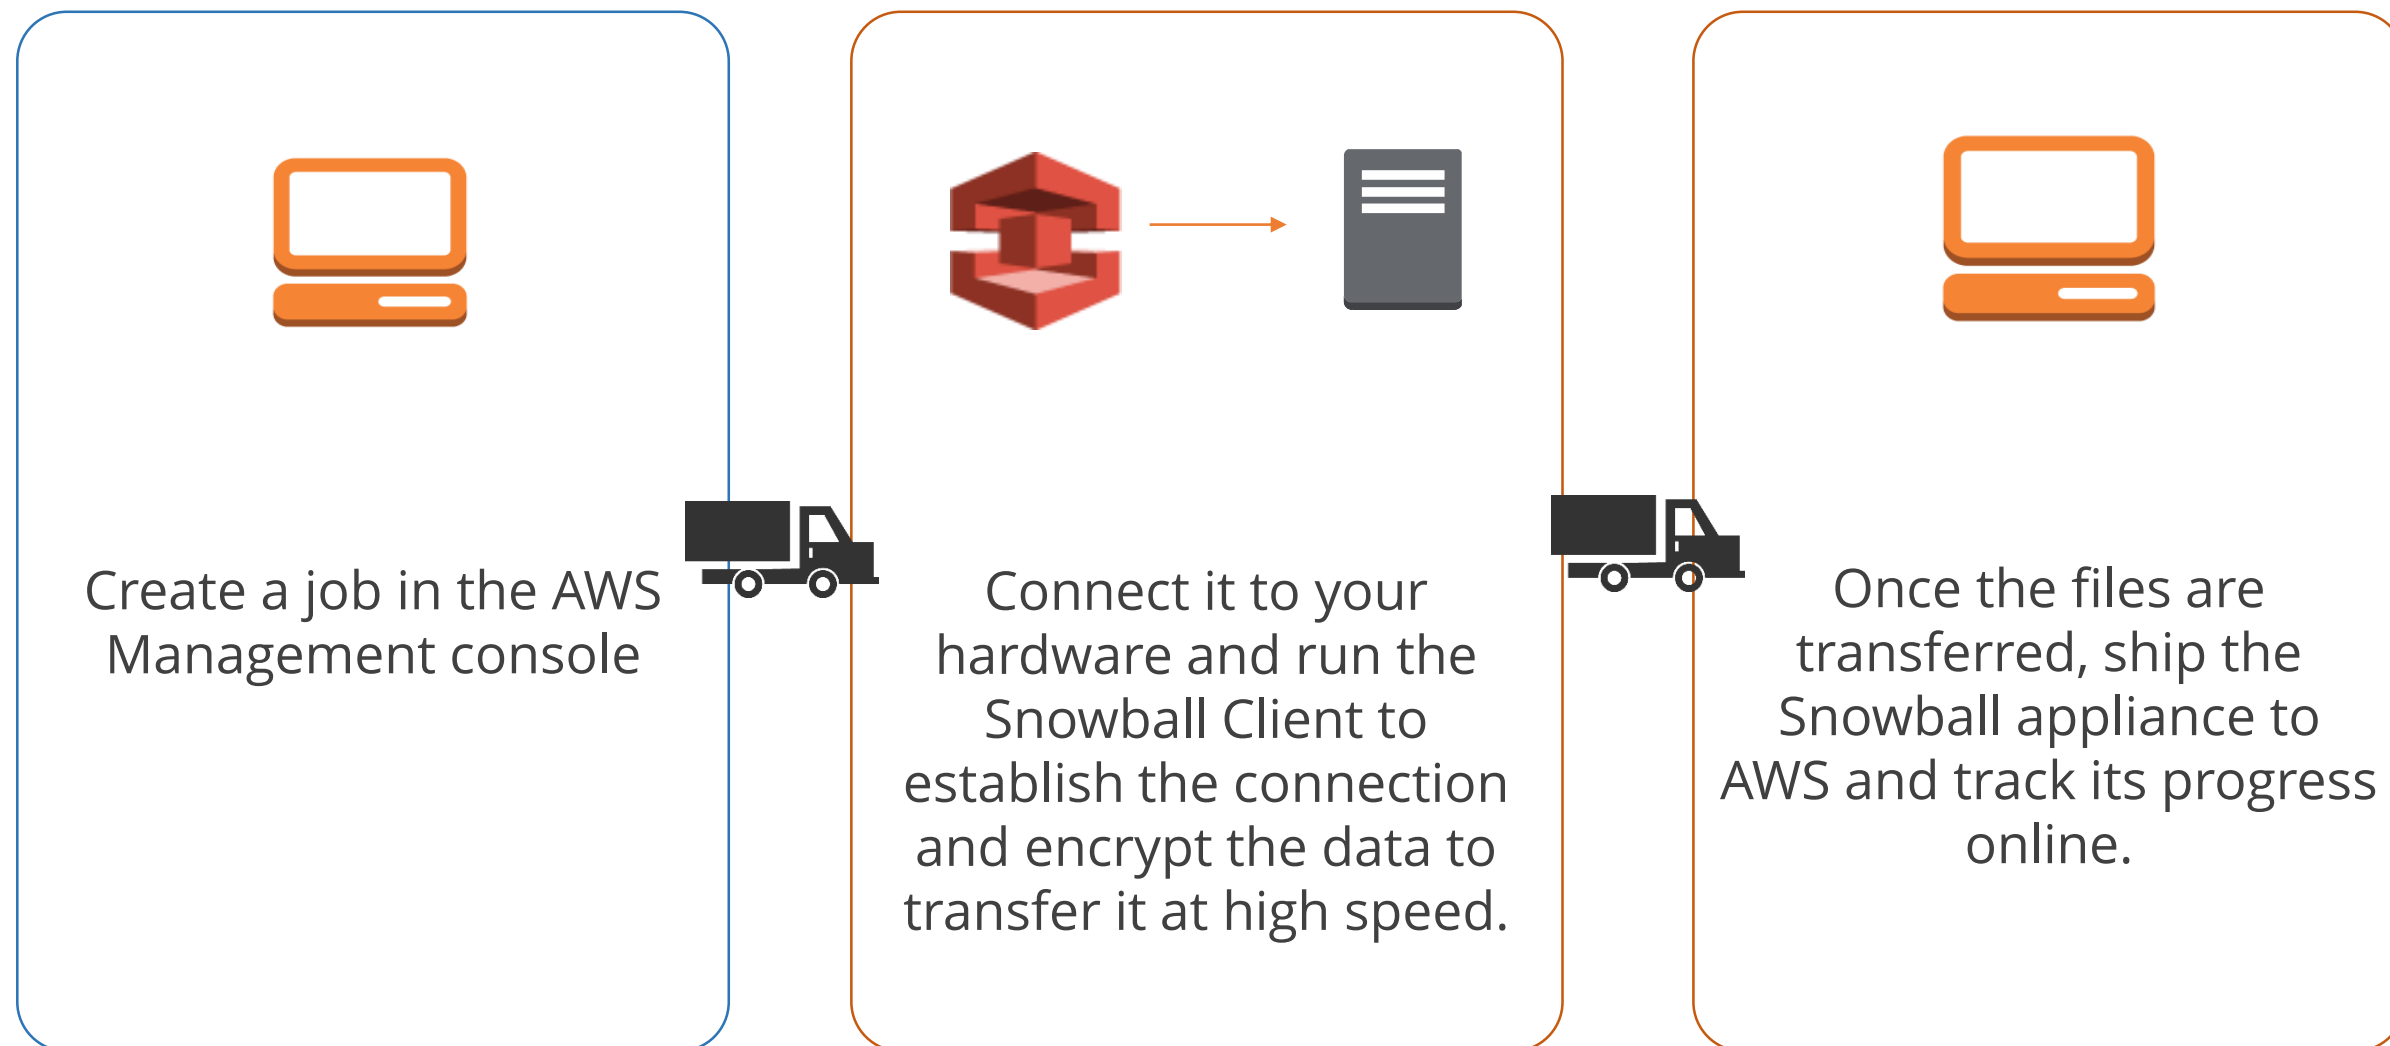 Create a job in the AWS
Management console
Connect it to your
hardware and run the
Snowball Client to
establish the connection
and encrypt the data to
transfer it at high speed.
Once the files are
transferred, ship the
Snowball appliance to
AWS and track its progress
online.